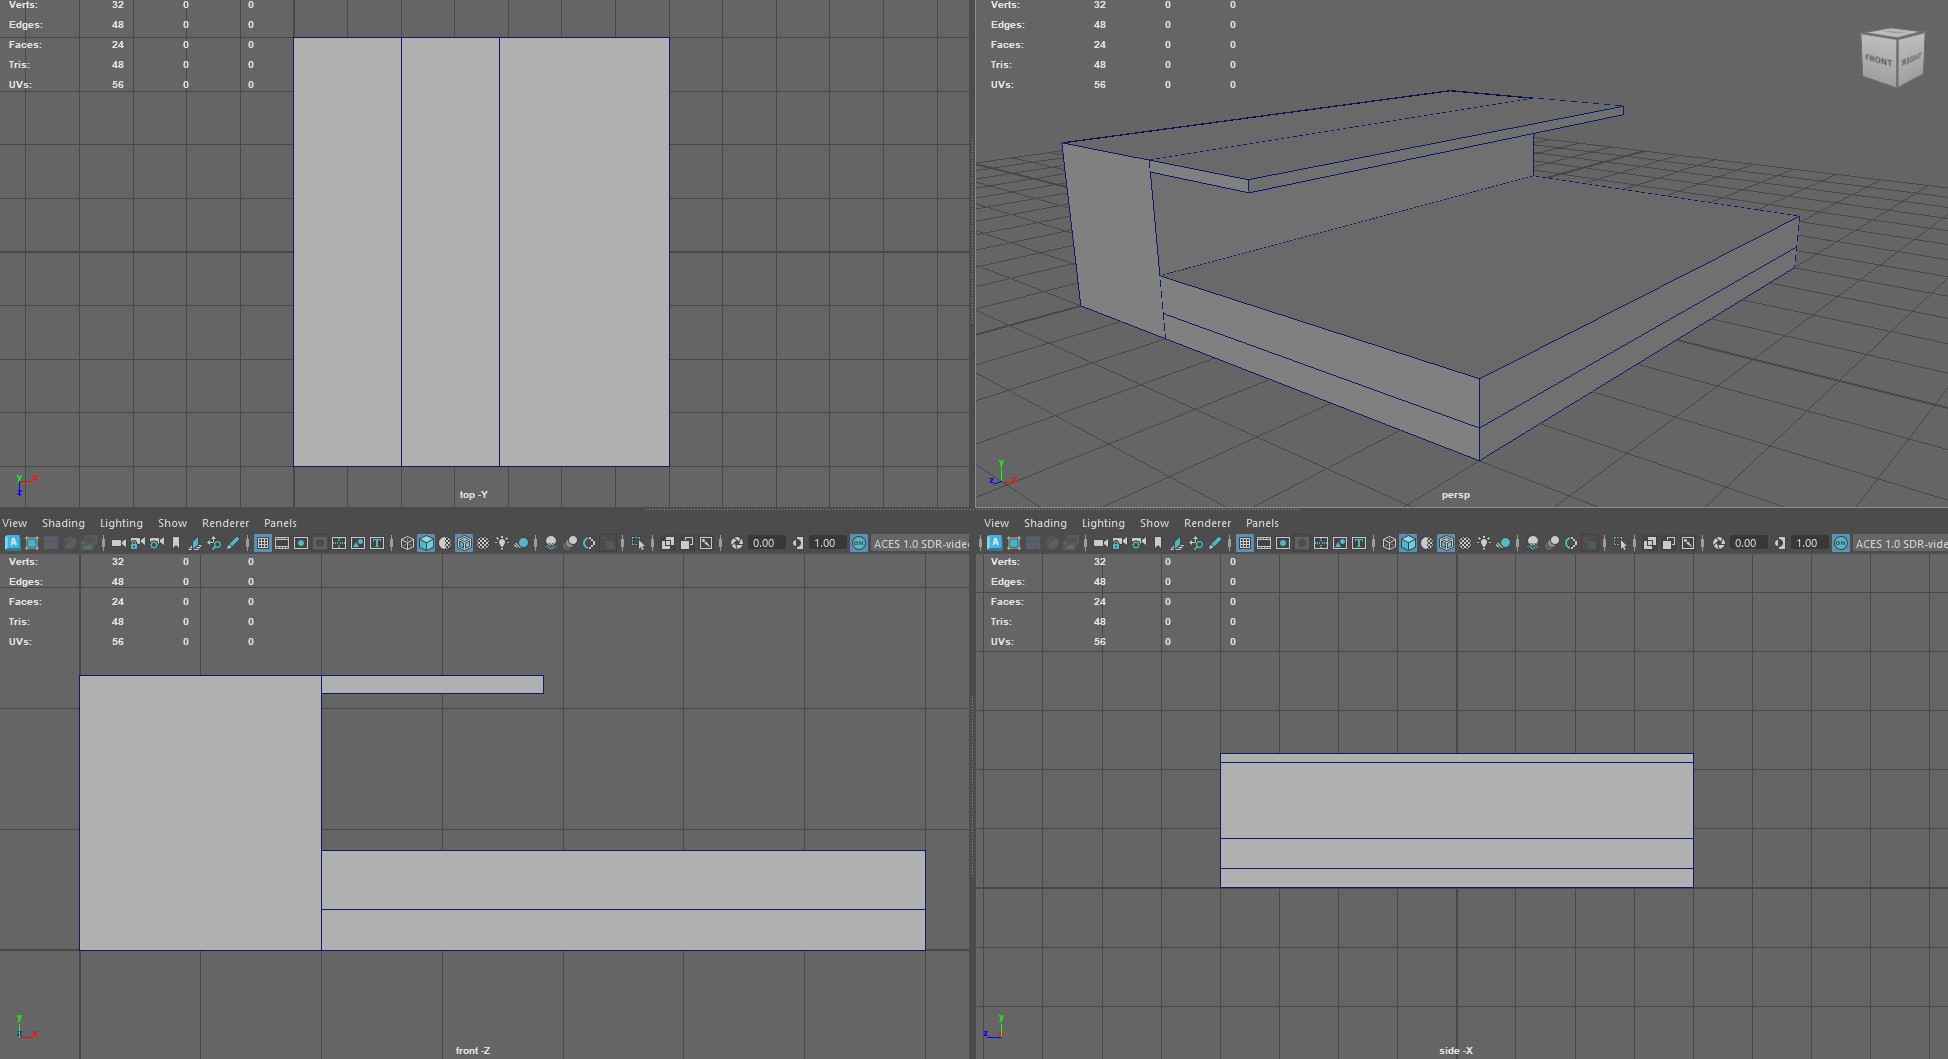 Verts: 32 0 0
Edges: 48 0 0
Faces: 24 0 0
Tris: 48 0 0
UVs: 56 0 0
y x z
top -Y
Verts: 32 0 0
Edges: 48 0 0
Faces: 24 0 0
Tris: 48 0 0
UVs: 56 0 0
FRONT RIGHT
y z x
persp
View Shading Lighting Show Renderer Panels
A T 0.00 1.00 ON ACES 1.0 SDR-vide
Verts: 32 0 0
Edges: 48 0 0
Faces: 24 0 0
Tris: 48 0 0
UVs: 56 0 0
y z x
front -Z
View Shading Lighting Show Renderer Panels
A T 0.00 1.00 ON ACES 1.0 SDR-vide
Verts: 32 0 0
Edges: 48 0 0
Faces: 24 0 0
Tris: 48 0 0
UVs: 56 0 0
y z
side -X